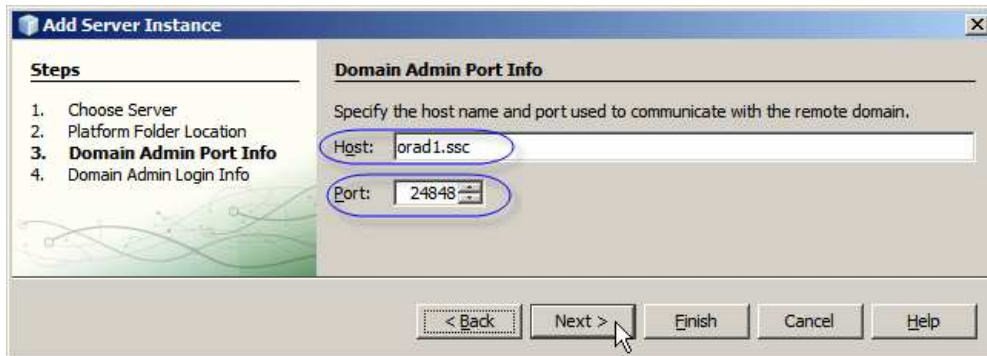 Add Server Instance
Steps
1. Choose Server
2. Platform Folder Location
3. Domain Admin Port Info
4. Domain Admin Login Info
Domain Admin Port Info
Specify the host name and port used to communicate with the remote domain.
Host: orad1.ssc
Port: 24848
< Back Next > Finish Cancel Help